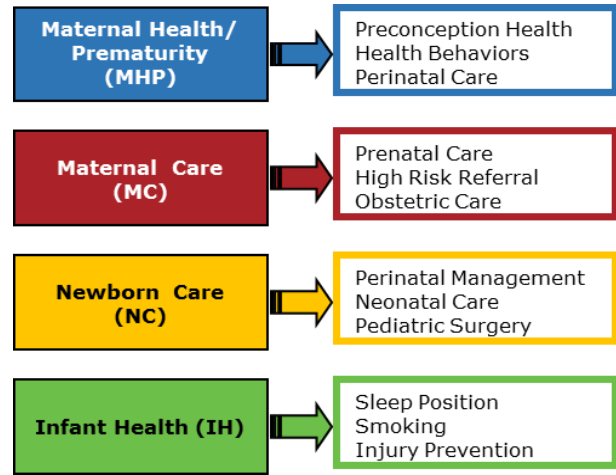 Maternal Health/
Prematurity
(MHP)
Preconception Health
Health Behaviors
Perinatal Care
Maternal Care
(MC)
Prenatal Care
High Risk Referral
Obstetric Care
Newborn Care
(NC)
Perinatal Management
Neonatal Care
Pediatric Surgery
Infant Health (IH)
Sleep Position
Smoking
Injury Prevention